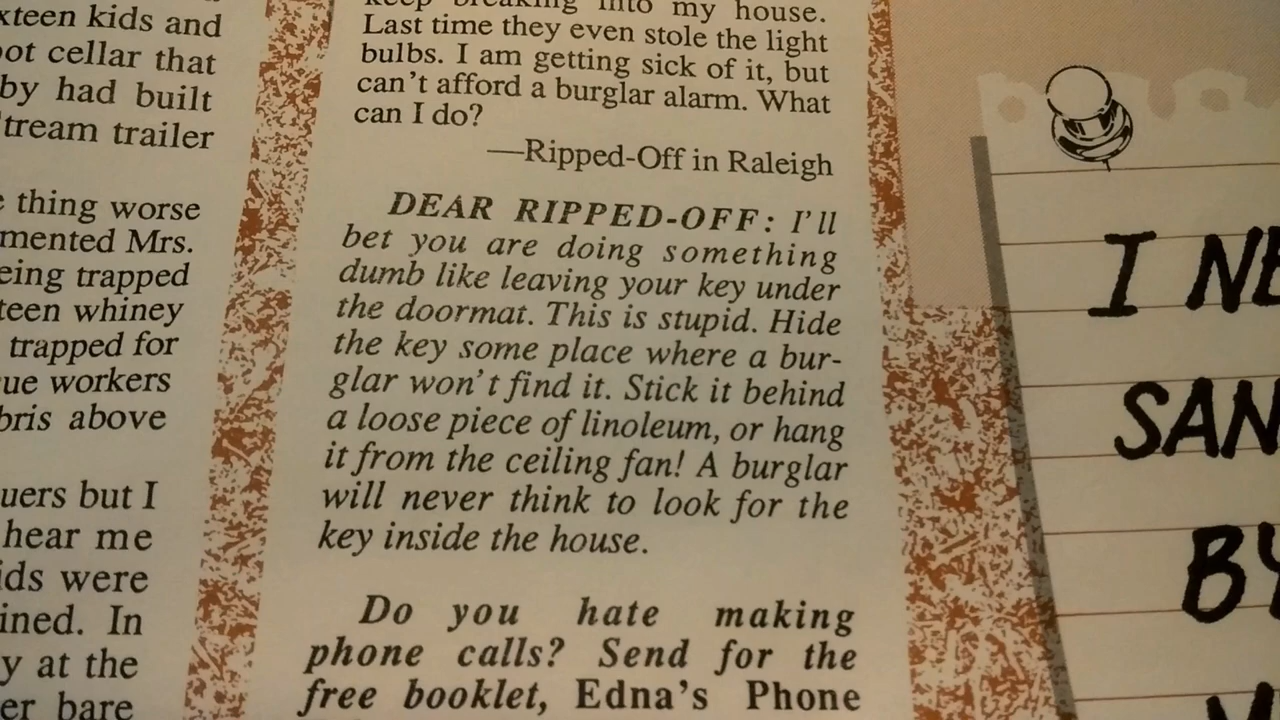 xteen kids and
oot cellar that
by had built
'tream trailer
thing worse
mented Mrs.
eing trapped
teen whiney
trapped for
ue workers
bris above
uers but I
hear me
ids were
ined. In
y at the
er bare
keep breaking into my house.
Last time they even stole the light
bulbs. I am getting sick of it, but
can't afford a burglar alarm. What
can I do?
—Ripped-Off in Raleigh
DEAR RIPPED-OFF: I'll
bet you are doing something
dumb like leaving your key under
the doormat. This is stupid. Hide
the key some place where a bur-
glar won't find it. Stick it behind
a loose piece of linoleum, or hang
it from the ceiling fan! A burglar
will never think to look for the
key inside the house.
Do you hate making
phone calls? Send for the
free booklet, Edna's Phone
I NE
SAN
BY